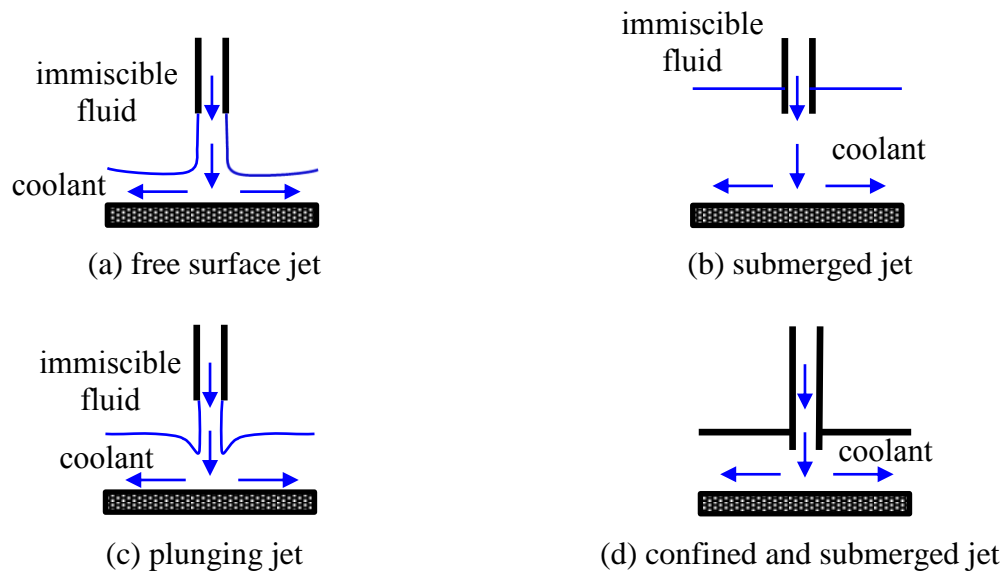 immiscible
fluid
coolant
(a) free surface jet
immiscible
fluid
coolant
(b) submerged jet
immiscible
fluid
coolant
(c) plunging jet
coolant
(d) confined and submerged jet